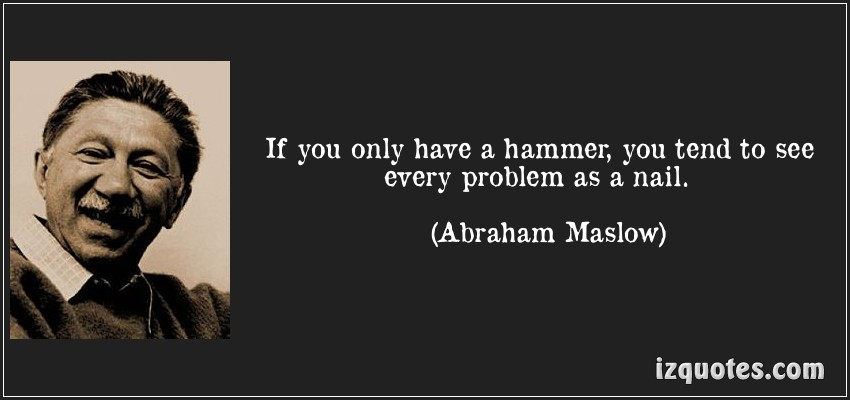 If you only have a hammer, you tend to see
every problem as a nail.
(Abraham Maslow)
izquotes.com